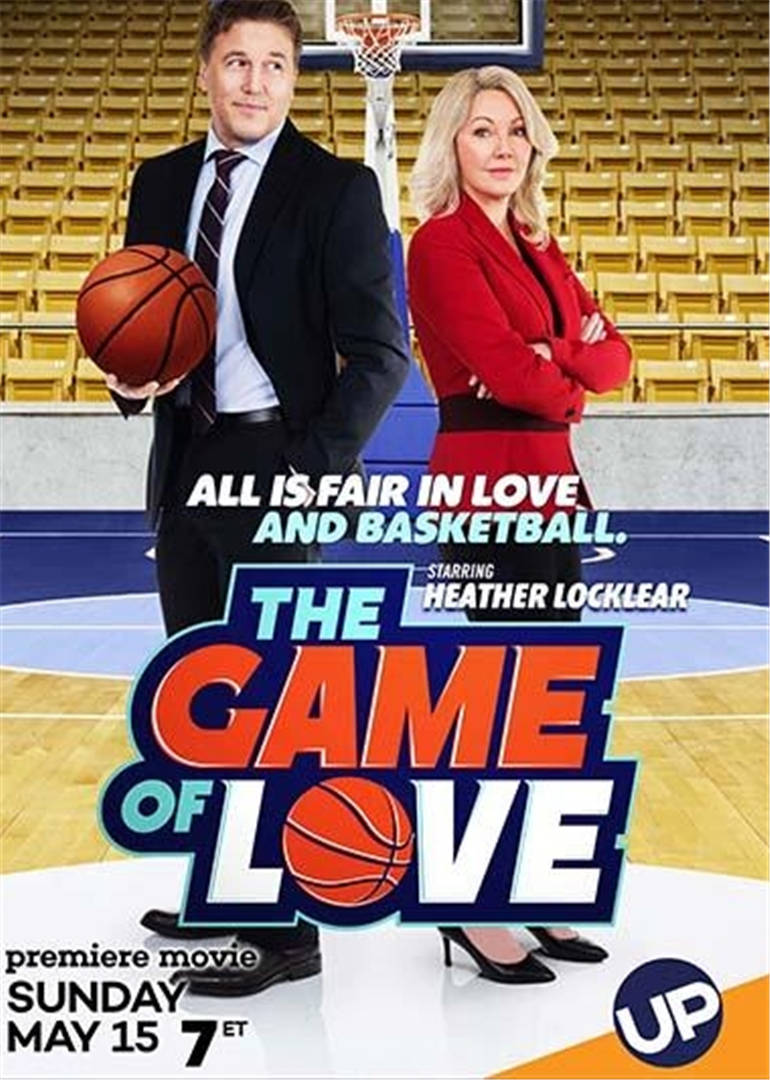 ALL IS FAIR IN LOVE
AND BASKETBALL.
STARRING
HEATHER LOCKLEAR
THE
GAME
OF LOVE
premiere movie
SUNDAY
MAY 15 7ET
UP